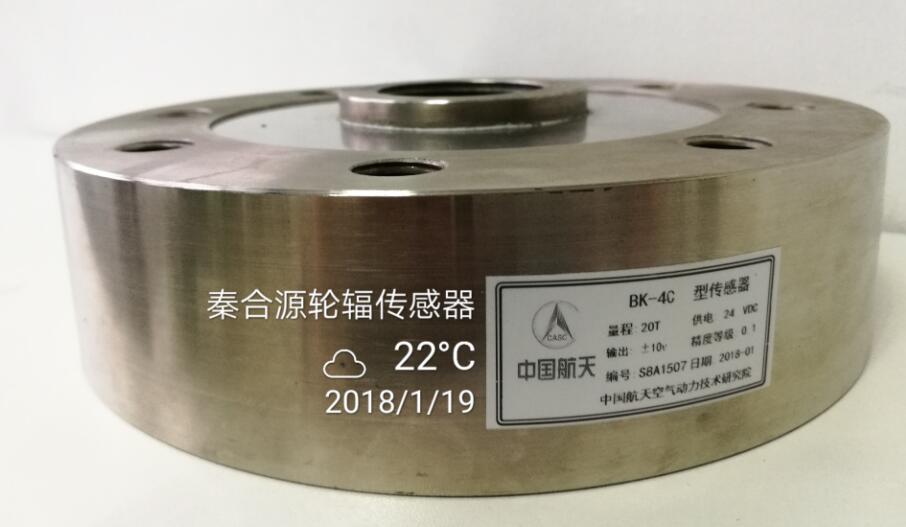 秦合源轮辐传感器
22°C
2018/1/19
CASC
中国航天
BK-4C 型传感器
量程:20T 供电 24 VDC
输出: ±10v 精度等级 0.1
编号: S8A1507 日期 2018-01
中国航天空气动力技术研究院